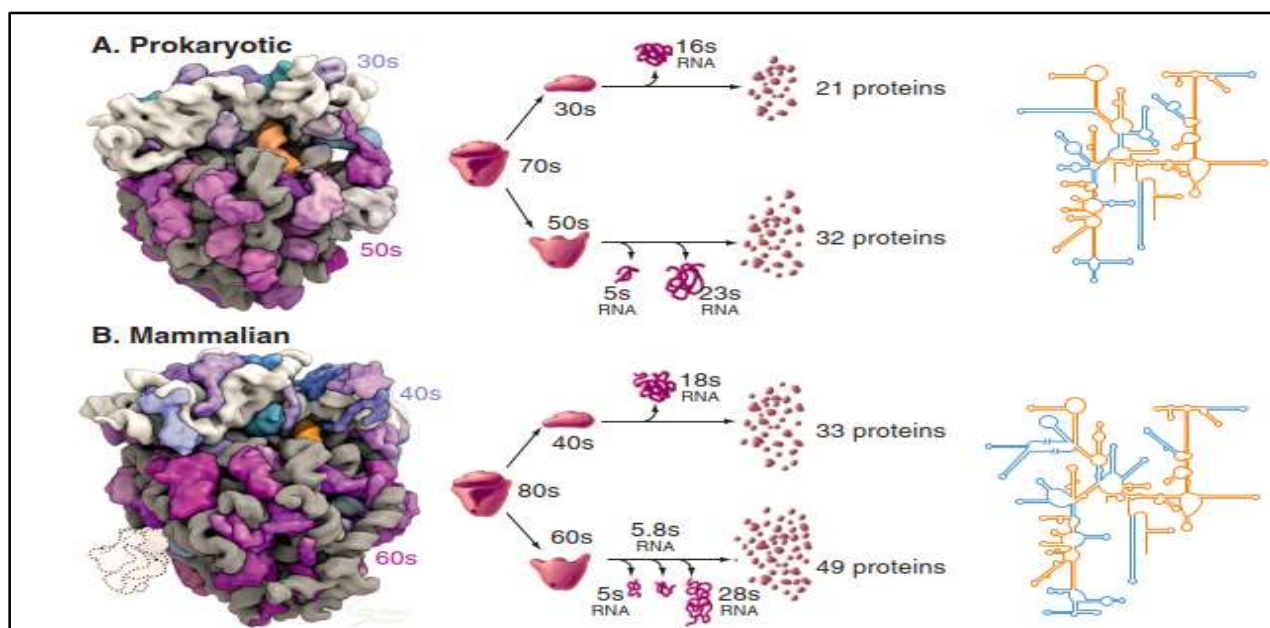 A. Prokaryotic
30s
50s
70s
30s
16s
RNA
21 proteins
50s
5s
RNA
23s
RNA
32 proteins
B. Mammalian
40s
60s
80s
40s
18s
RNA
33 proteins
60s
5.8s
RNA
5s
RNA
28s
RNA
49 proteins